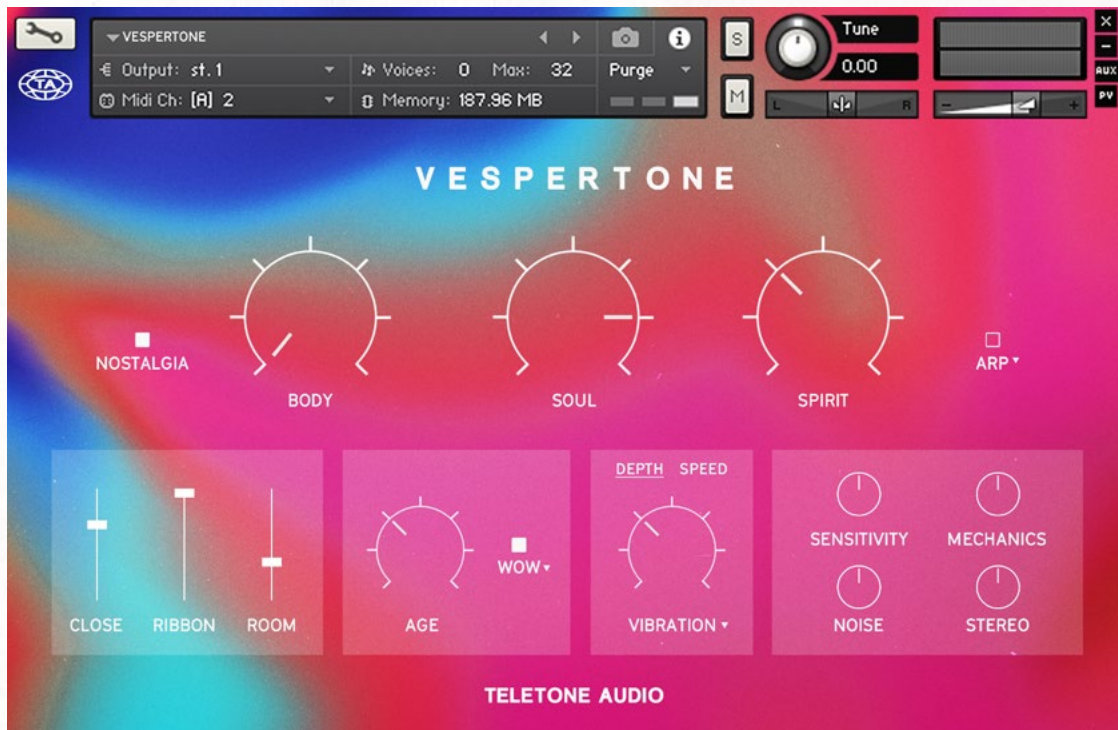 VESPERTONE
Output: st.1
Voices: 0 Max: 32
Purge
Midi Ch: [A] 2
Memory: 187.96 MB
S
M
Tune
0.00
L
R
AUX
PV
TA
VESPERTONE
NOSTALGIA
BODY
SOUL
SPIRIT
ARP
CLOSE
RIBBON
ROOM
AGE
WOW
DEPTH SPEED
VIBRATION
SENSITIVITY
MECHANICS
NOISE
STEREO
TELETONE AUDIO